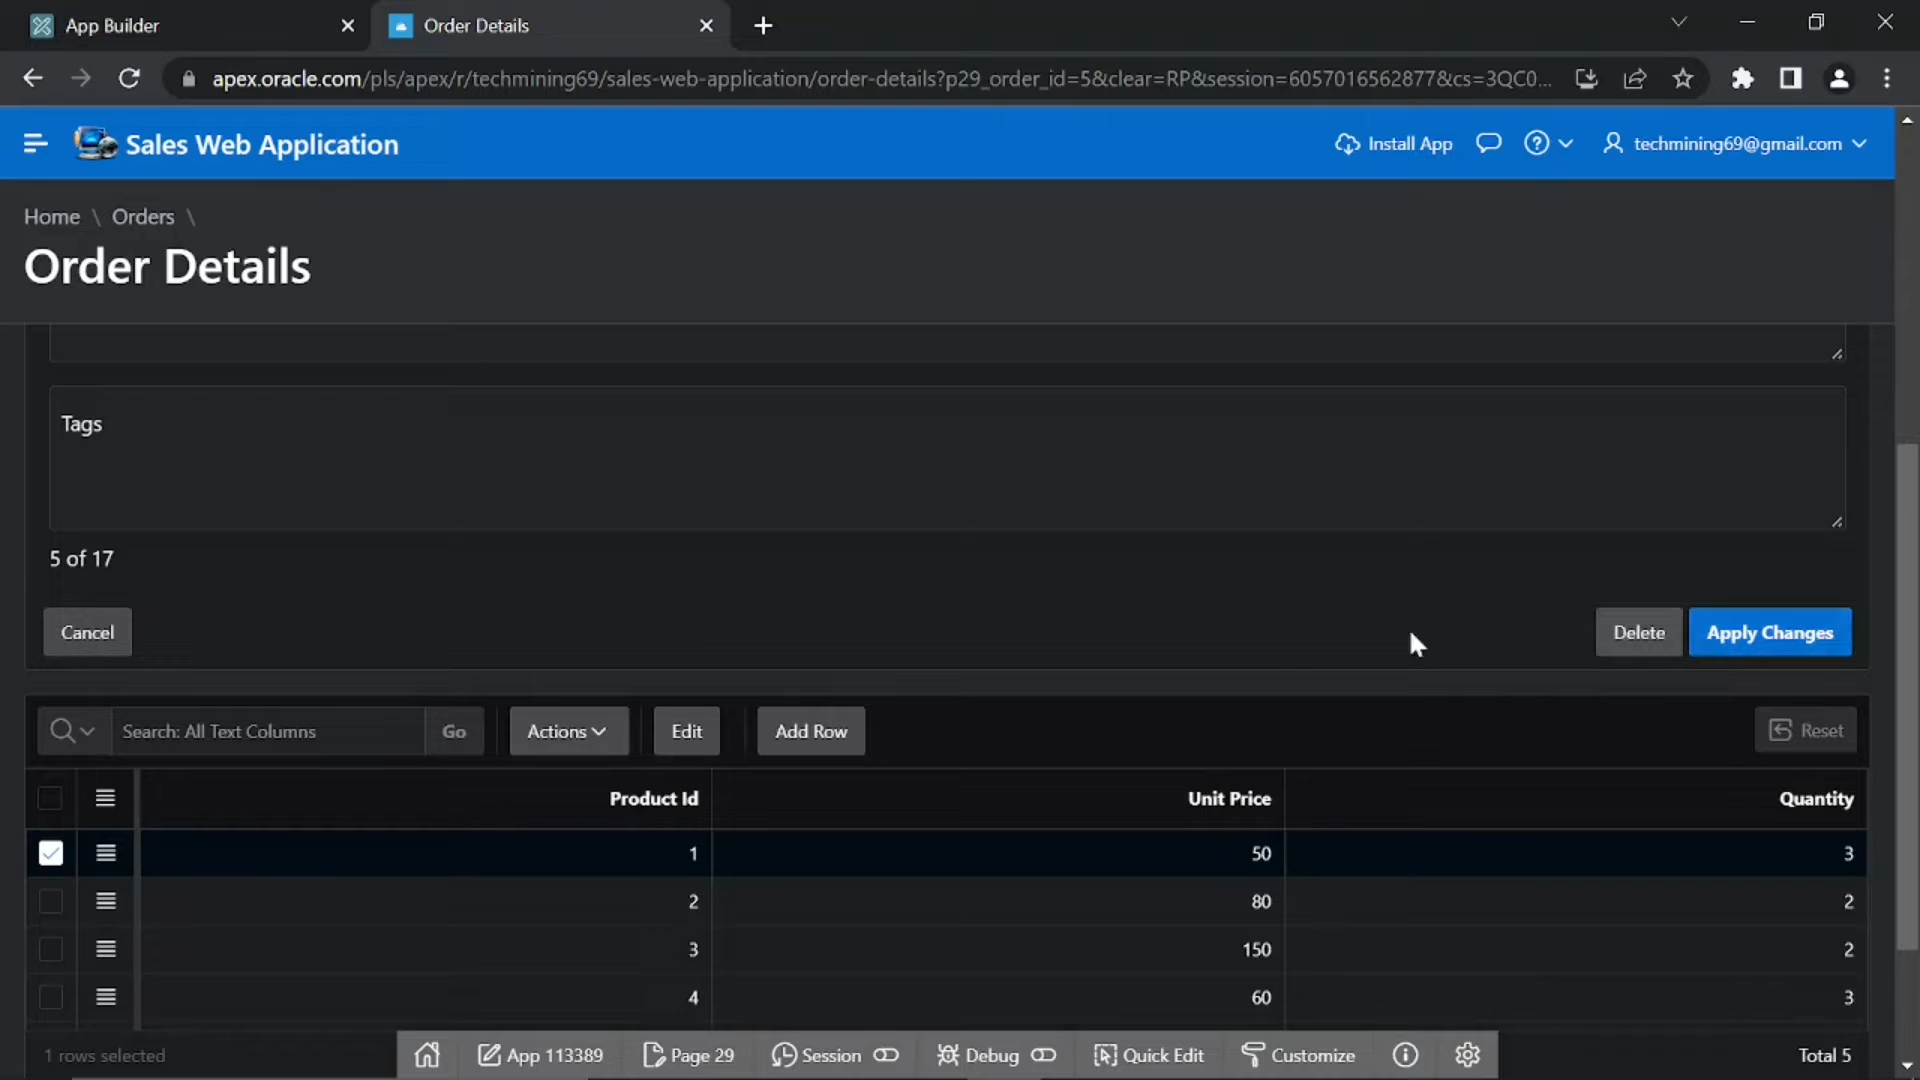 App Builder
Order Details
apex.oracle.com/pls/apex/r/techmining69/sales-web-application/order-details?p29_order_id=5&clear=RP&session=6057016562877&cs=3QC0...
Sales Web Application
Install App
techmining69@gmail.com
Home \ Orders \
Order Details
Tags
5 of 17
Cancel
Delete
Apply Changes
Search: All Text Columns
Go
Actions
Edit
Add Row
Reset
Product Id Unit Price Quantity
1 50 3
2 80 2
3 150 2
4 60 3
1 rows selected
App 113389
Page 29
Session
Debug
Quick Edit
Customize
Total 5